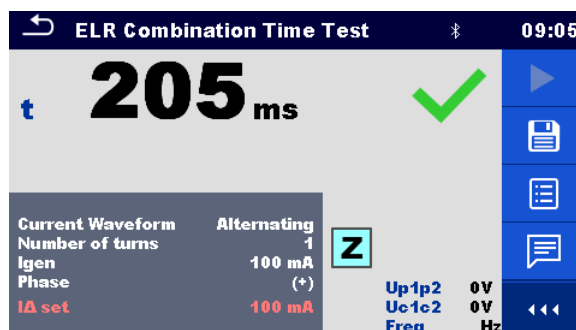 ELR Combination Time Test 09:05
t 205 ms
Current Waveform Alternating
Number of turns 1
Igen 100 mA
Phase (+)
IΔ set 100 mA
Z
Up1p2 0V
Uc1c2 0V
Freq Hz